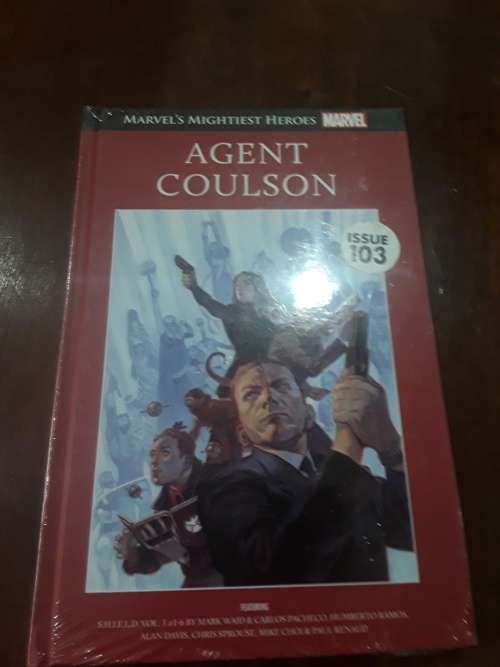 MARVEL'S MIGHTIEST HEROES MARVEL
AGENT
COULSON
ISSUE
103
FEATURING
S.H.I.E.L.D. VOL. 3 #1-6 BY MARK WAID & CARLOS PACHECO, HUMBERTO RAMOS,
ALAN DAVIS, CHRIS SPROUSE, MIKE CHOI & PAUL RENAUD